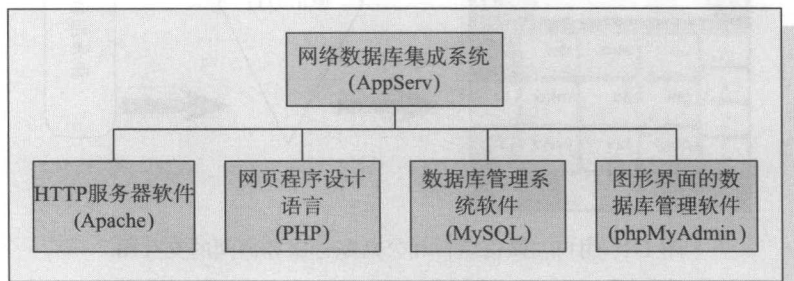 网络数据库集成系统
(AppServ)
HTTP服务器软件
(Apache)
网页程序设计
语言
(PHP)
数据库管理系
统软件
(MySQL)
图形界面的数
据库管理软件
(phpMyAdmin)